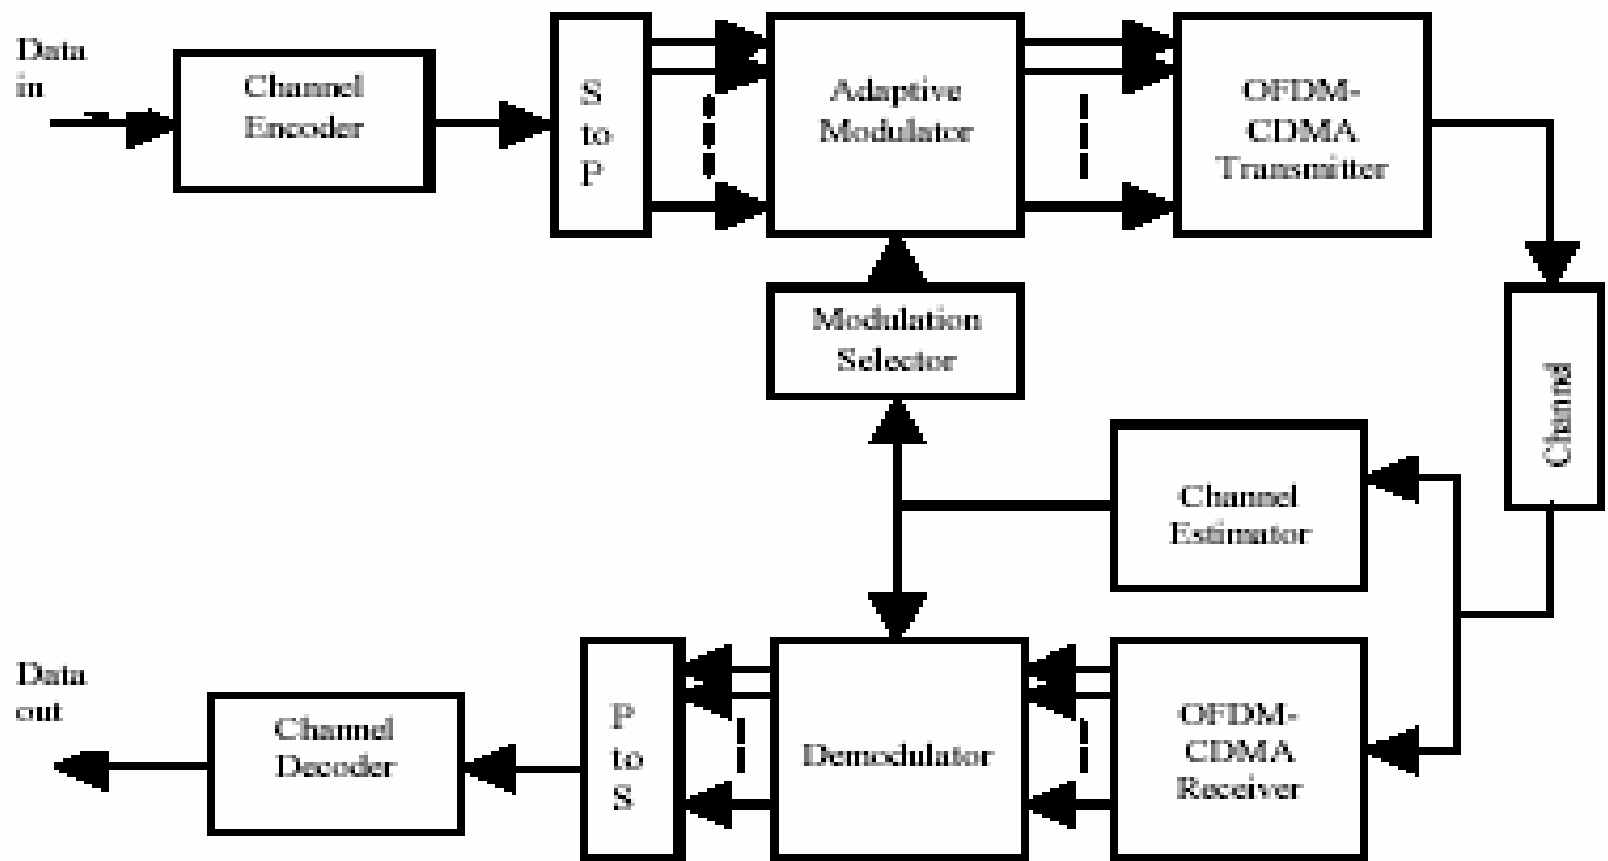 Data
in
Channel
Encoder
S
to
P
Adaptive
Modulator
OFDM-
CDMA
Transmitter
Modulation
Selector
Channel
Channel
Estimator
Data
out
Channel
Decoder
P
to
S
Demodulator
OFDM-
CDMA
Receiver